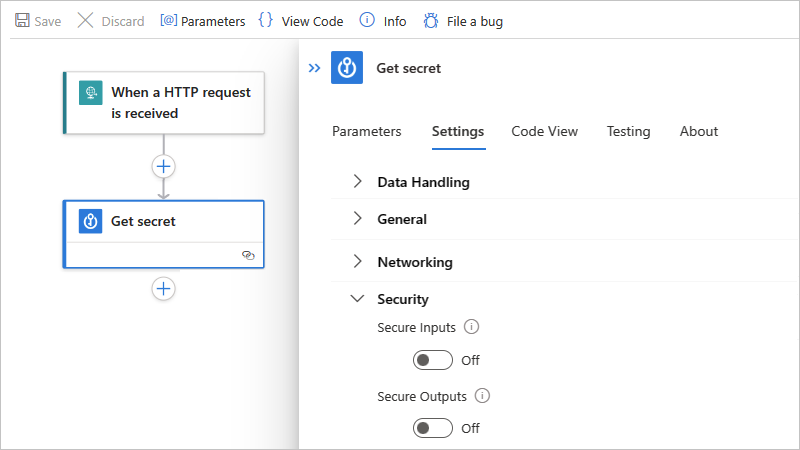 Save Discard [@] Parameters { } View Code Info File a bug
When a HTTP request
is received
Get secret
Get secret
Parameters Settings Code View Testing About
Data Handling
General
Networking
Security
Secure Inputs
Off
Secure Outputs
Off